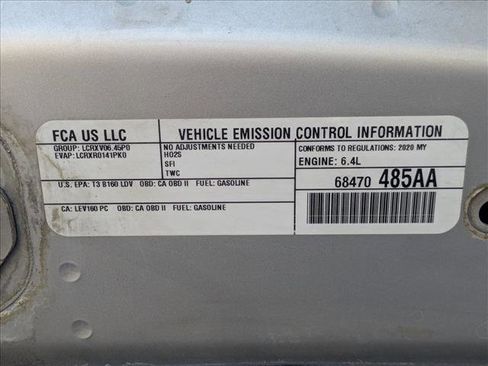 FCA US LLC
VEHICLE EMISSION CONTROL INFORMATION
GROUP: LCRXV06.45P0
EVAP: LCRXR0141PK0
NO ADJUSTMENTS NEEDED
HO2S
SFI
TWC
CONFORMS TO REGULATIONS: 2020 MY
ENGINE: 6.4L
U.S. EPA: T3 B160 LDV OBD: CA OBD II FUEL: GASOLINE
CA: LEV160 PC OBD: CA OBD II FUEL: GASOLINE
68470 485AA